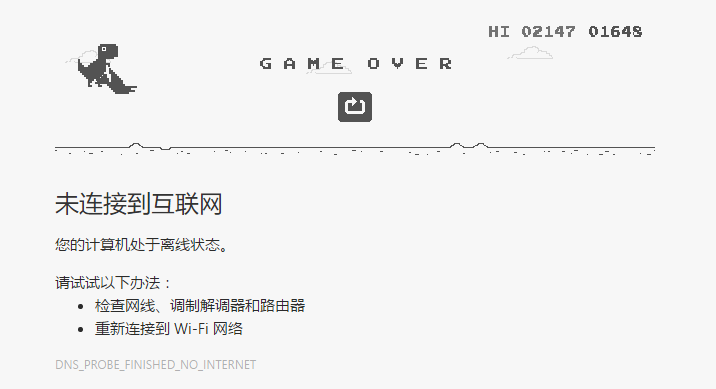 HI 02147 01648
GAME OVER
未连接到互联网
您的计算机处于离线状态。
请试试以下办法：
检查网线、调制解调器和路由器
重新连接到 Wi-Fi 网络
DNS_PROBE_FINISHED_NO_INTERNET